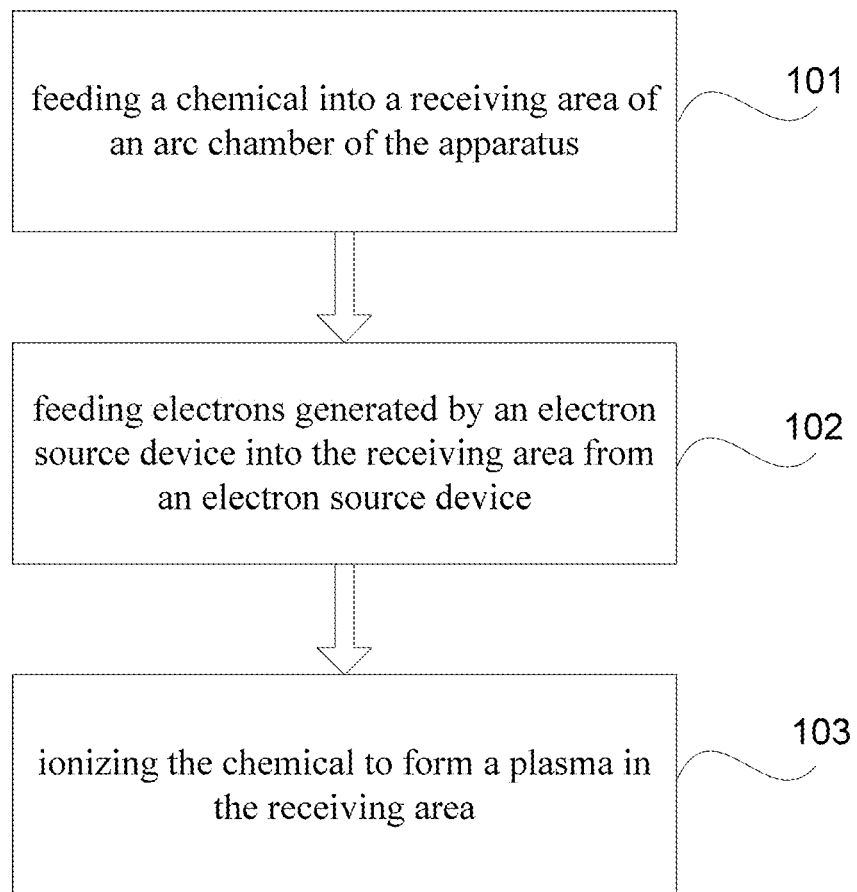 feeding a chemical into a receiving area of
an arc chamber of the apparatus
101
feeding electrons generated by an electron
source device into the receiving area from
an electron source device
102
ionizing the chemical to form a plasma in
the receiving area
103